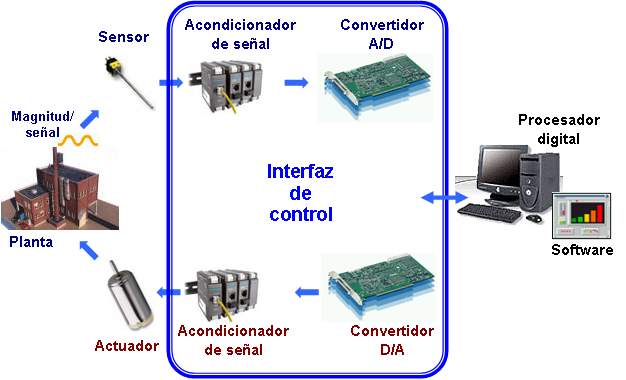 Sensor
Acondicionador
de señal
Convertidor
A/D
Magnitud/
señal
Procesador
digital
Interfaz
de
control
Planta
Software
Actuador
Acondicionador
de señal
Convertidor
D/A